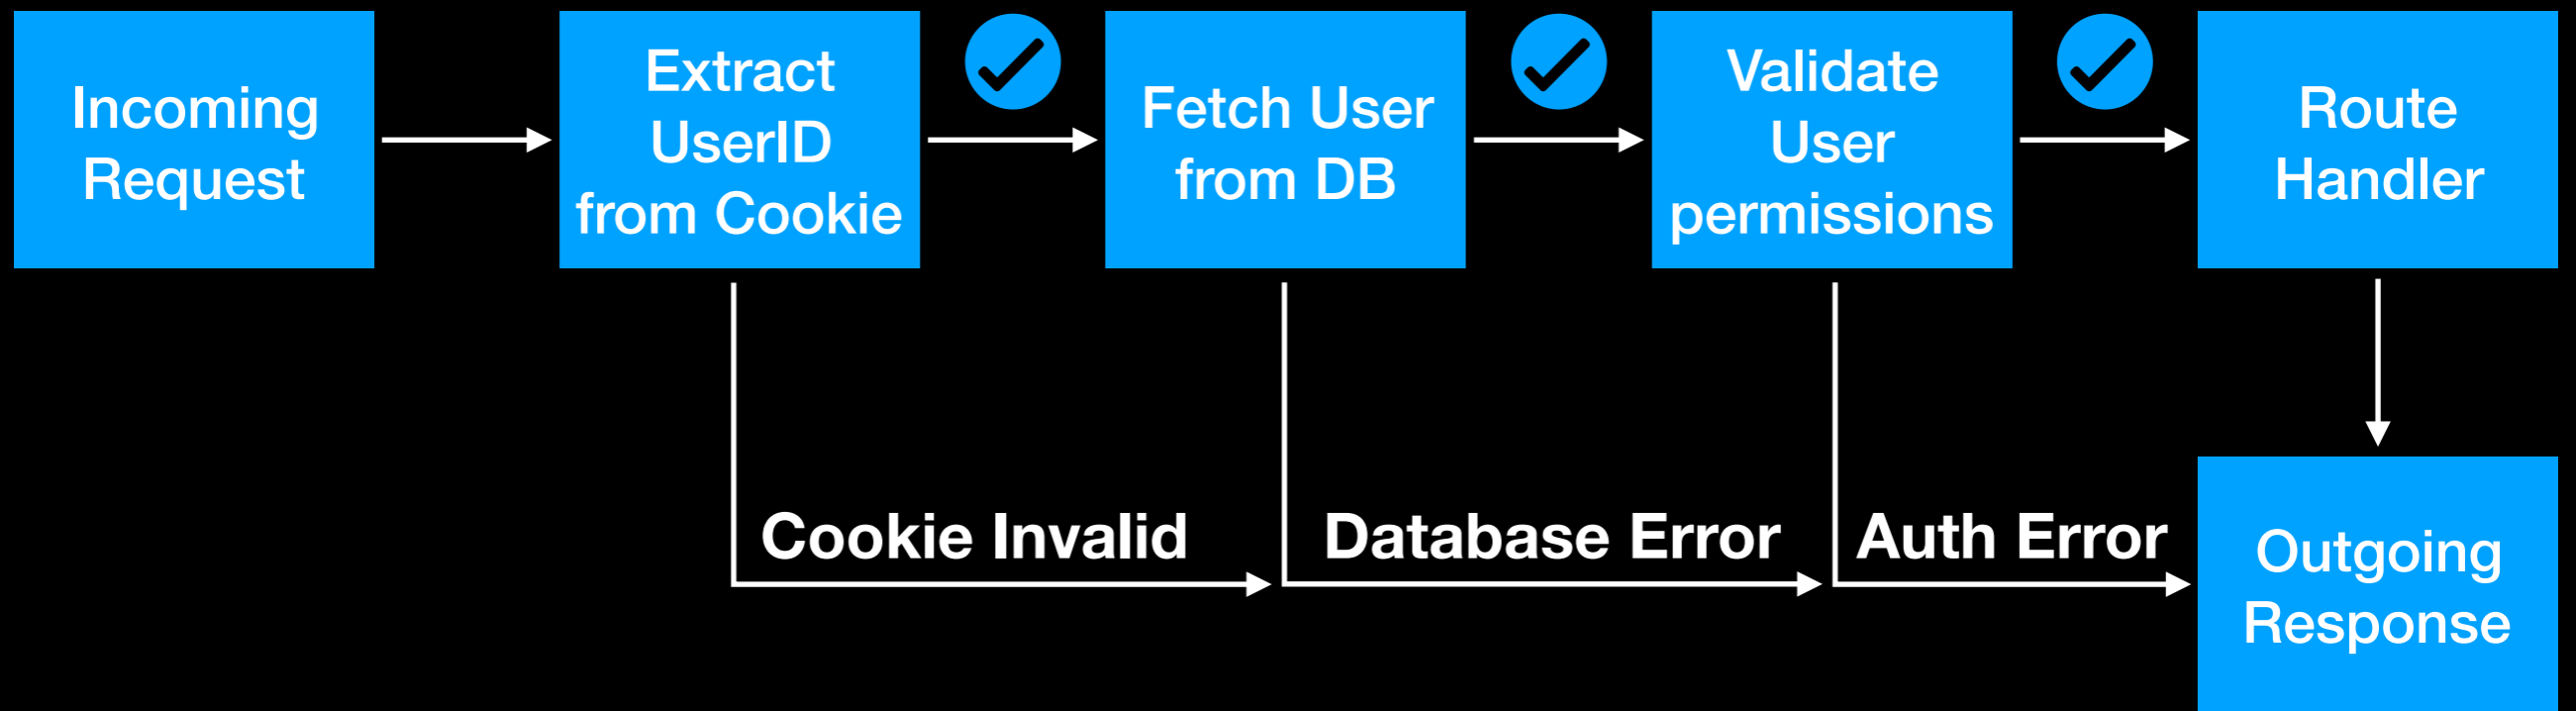 Incoming
Request
Extract
UserID
from Cookie
Fetch User
from DB
Validate
User
permissions
Route
Handler
Cookie Invalid
Database Error
Auth Error
Outgoing
Response